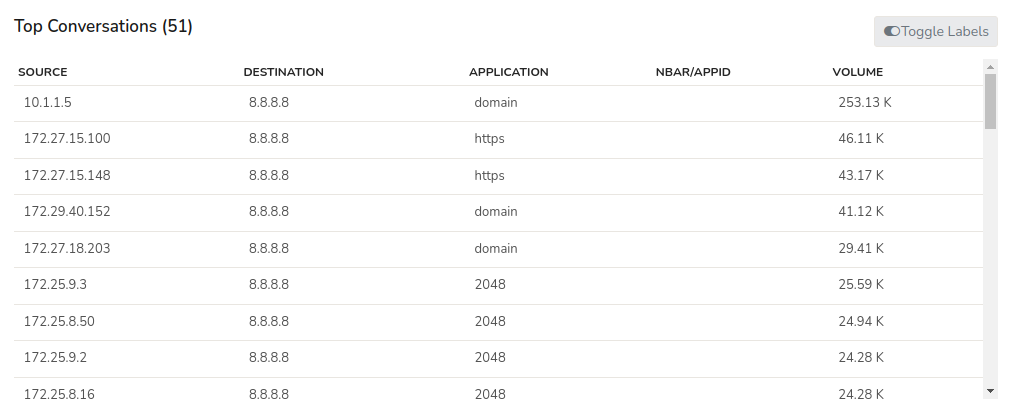 Top Conversations (51)
Toggle Labels
SOURCE DESTINATION APPLICATION NBAR/APPID VOLUME
10.1.1.5 8.8.8.8 domain 253.13 K
172.27.15.100 8.8.8.8 https 46.11 K
172.27.15.148 8.8.8.8 https 43.17 K
172.29.40.152 8.8.8.8 domain 41.12 K
172.27.18.203 8.8.8.8 domain 29.41 K
172.25.9.3 8.8.8.8 2048 25.59 K
172.25.8.50 8.8.8.8 2048 24.94 K
172.25.9.2 8.8.8.8 2048 24.28 K
172.25.8.16 8.8.8.8 2048 24.28 K